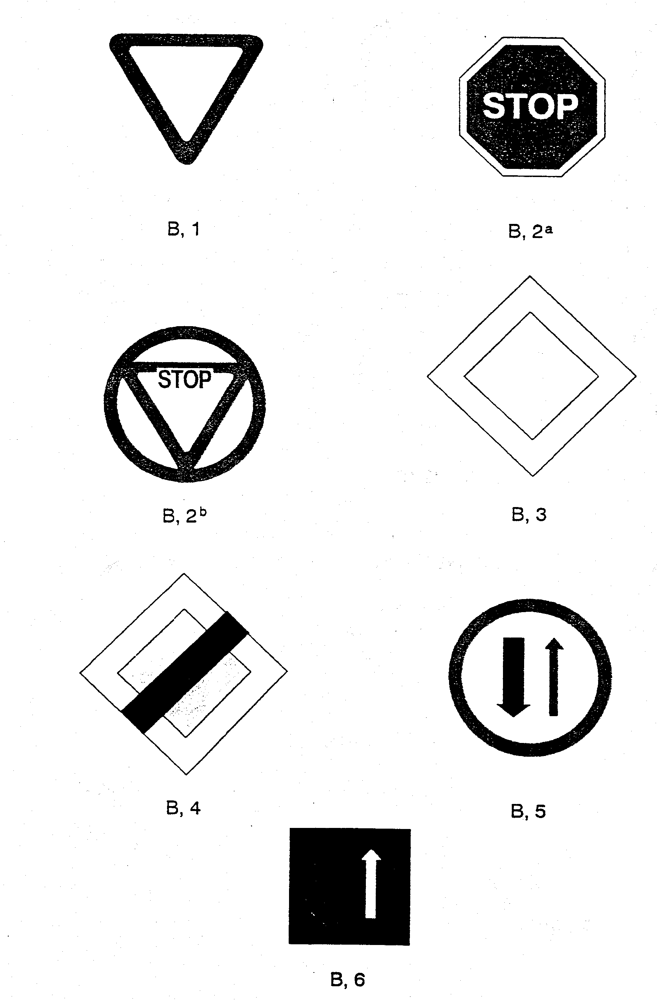 STOP
B, 1
B, 2ᵃ
STOP
B, 2ᵇ
B, 3
B, 4
B, 5
B, 6